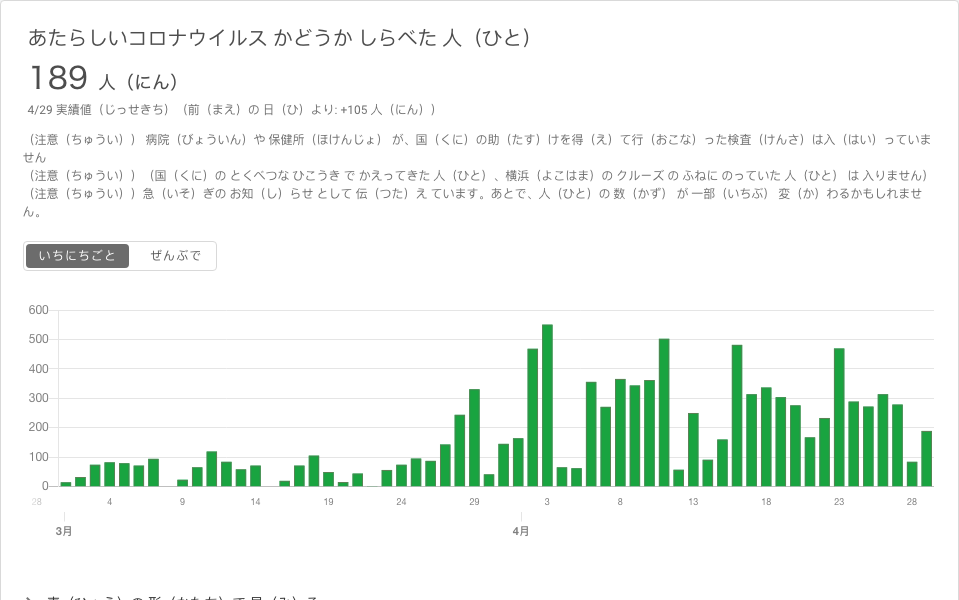 あたらしいコロナウイルス かどうか しらべた 人（ひと）
189 人（にん）
4/29 実績値（じっせきち）（前（まえ）の 日（ひ）より: +105 人（にん））
（注意（ちゅうい）） 病院（びょういん）や 保健所（ほけんじょ） が、国（くに）の助（たす）けを得（え）て行（おこな）った検査（けんさ）は入（はい）っていま
せん
（注意（ちゅうい））（国（くに）の とくべつな ひこうき で かえってきた 人（ひと）、横浜（よこはま）の クルーズ の ふねに のっていた 人（ひと） は 入りません）
（注意（ちゅうい））急（いそ）ぎの お知（し）らせ として 伝（つた）え ています。あとで、人（ひと）の 数（かず） が 一部（いちぶ） 変（か）わるかもしれませ
ん。
いちにちごと ぜんぶで
600
500
400
300
200
100
0
28 4 9 14 19 24 29 3 8 13 18 23 28
3月 4月